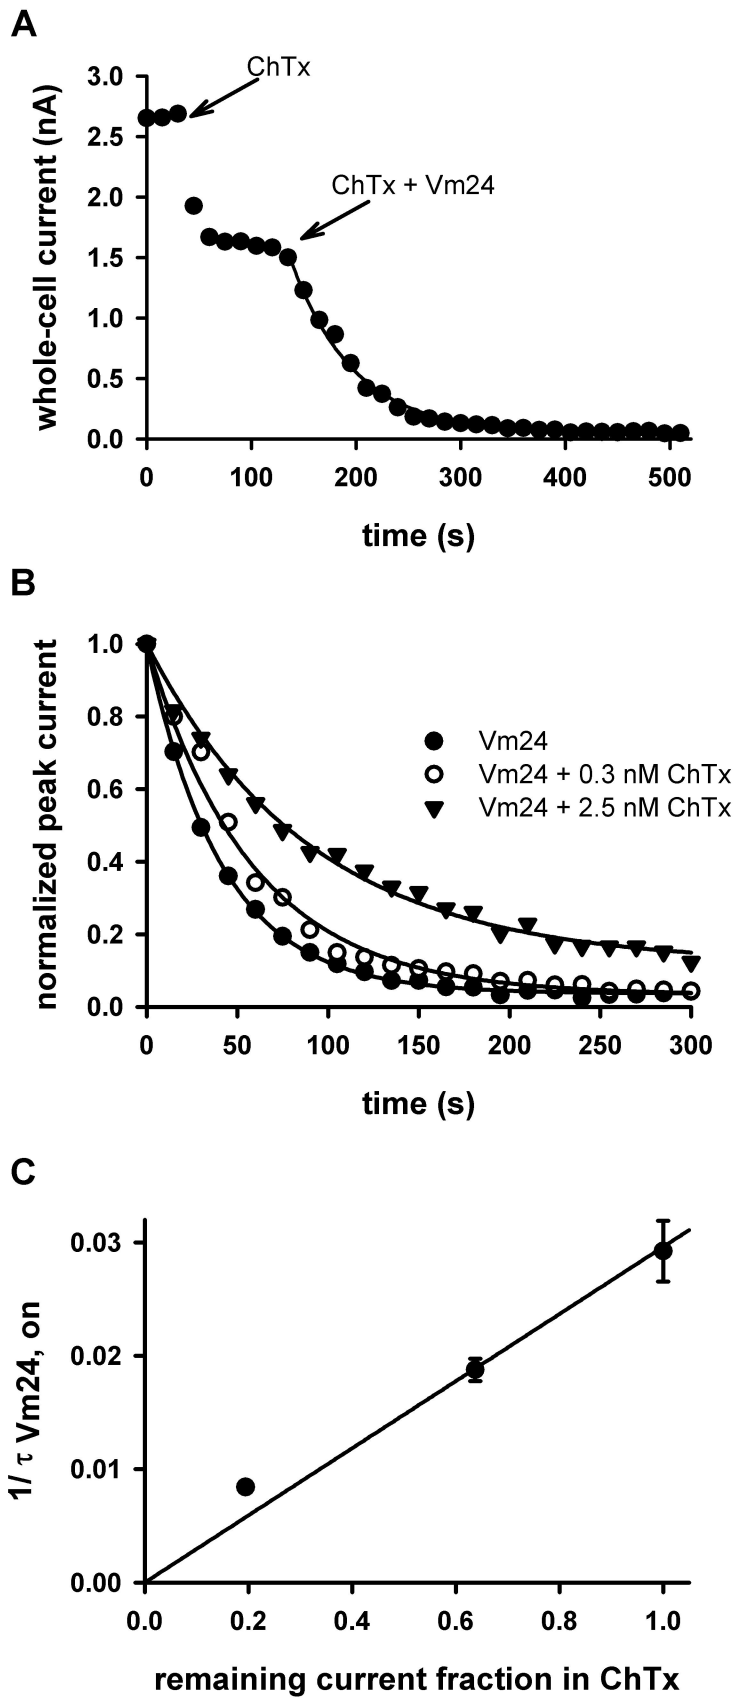 A
ChTx
ChTx + Vm24
whole-cell current (nA)
3.0
2.5
2.0
1.5
1.0
0.5
0.0
0 100 200 300 400 500
time (s)
B
normalized peak current
1.0
0.8
0.6
0.4
0.2
0.0
Vm24
Vm24 + 0.3 nM ChTx
Vm24 + 2.5 nM ChTx
0 50 100 150 200 250 300
time (s)
C
1/ τ Vm24, on
0.03
0.02
0.01
0.00
0.0 0.2 0.4 0.6 0.8 1.0
remaining current fraction in ChTx